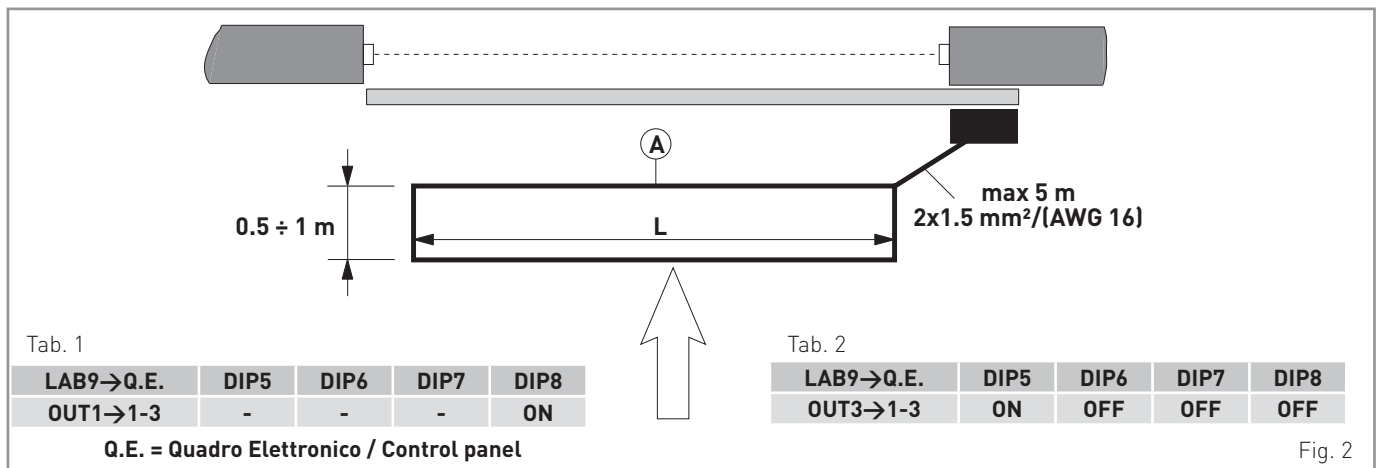 A
0.5 ÷ 1 m
L
max 5 m
2x1.5 mm²/(AWG 16)
Tab. 1
LAB9→Q.E. DIP5 DIP6 DIP7 DIP8
OUT1→1-3 - - - ON
Q.E. = Quadro Elettronico / Control panel
Tab. 2
LAB9→Q.E. DIP5 DIP6 DIP7 DIP8
OUT3→1-3 ON OFF OFF OFF
Fig. 2